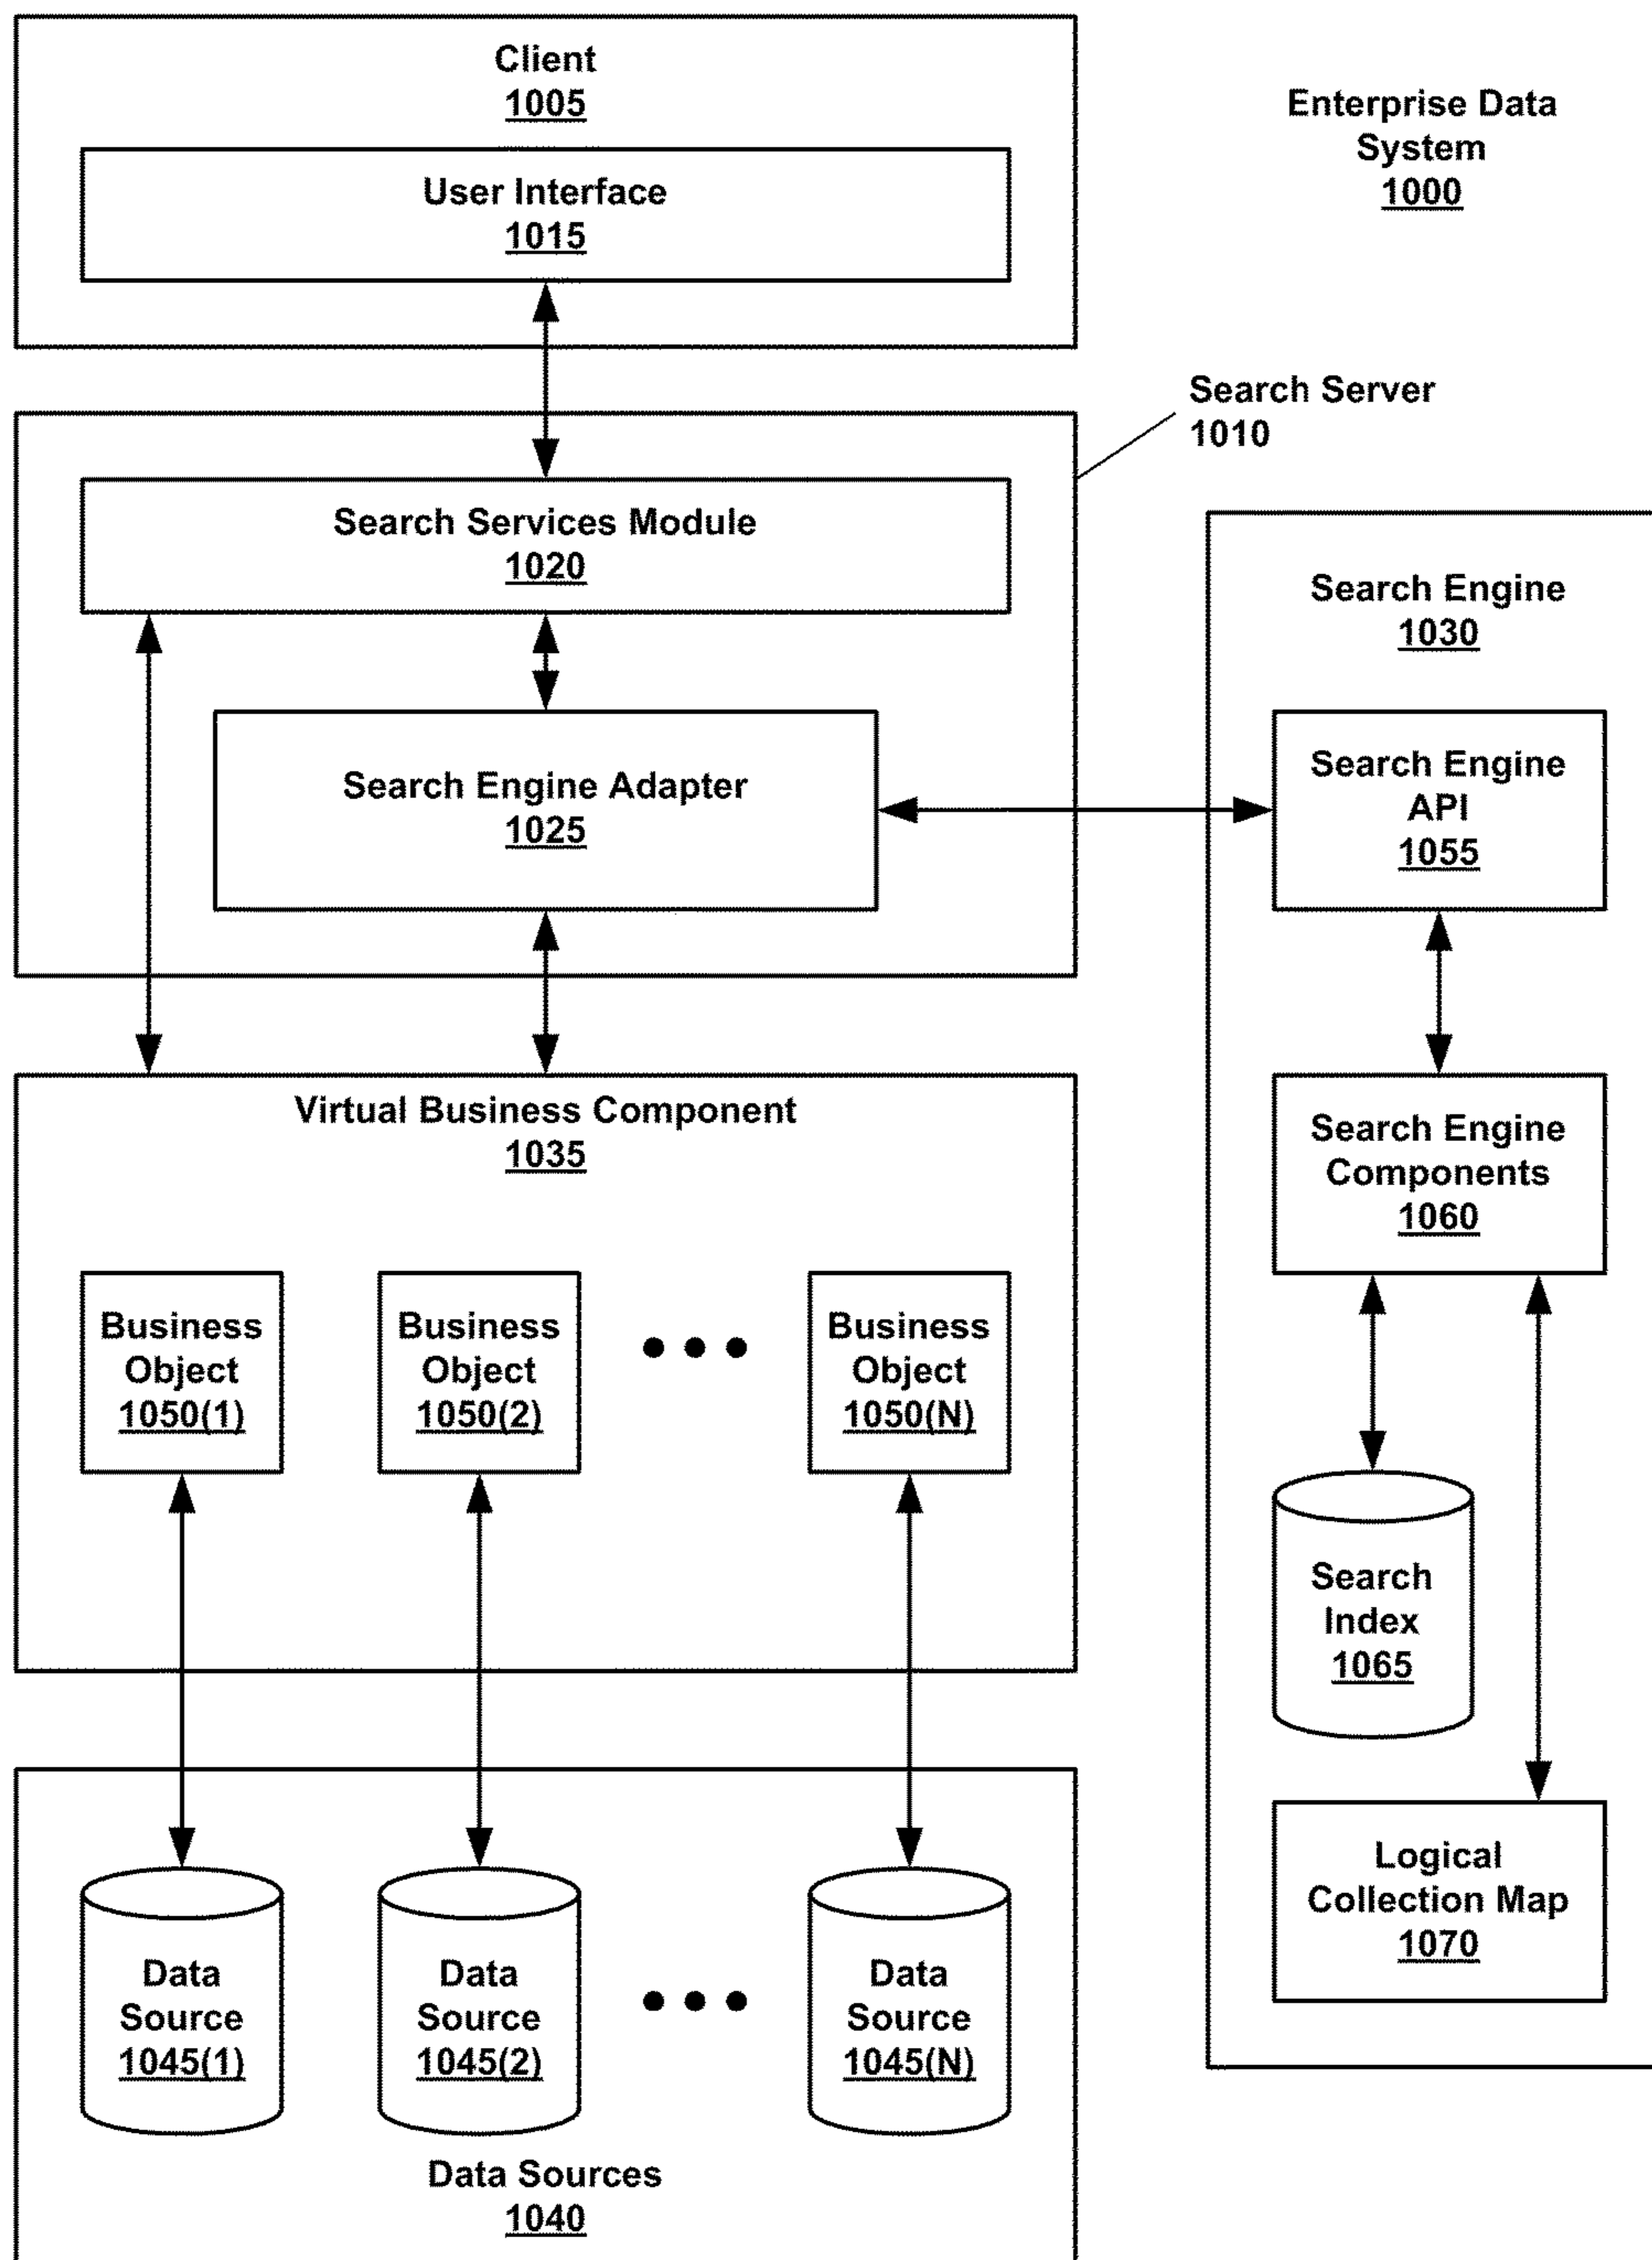 Client
1005
User Interface
1015
Enterprise Data
System
1000
Search Server
1010
Search Services Module
1020
Search Engine Adapter
1025
Search Engine
1030
Search Engine
API
1055
Search Engine
Components
1060
Search
Index
1065
Logical
Collection Map
1070
Virtual Business Component
1035
Business
Object
1050(1)
Business
Object
1050(2)
Business
Object
1050(N)
Data
Source
1045(1)
Data
Source
1045(2)
Data
Source
1045(N)
Data Sources
1040